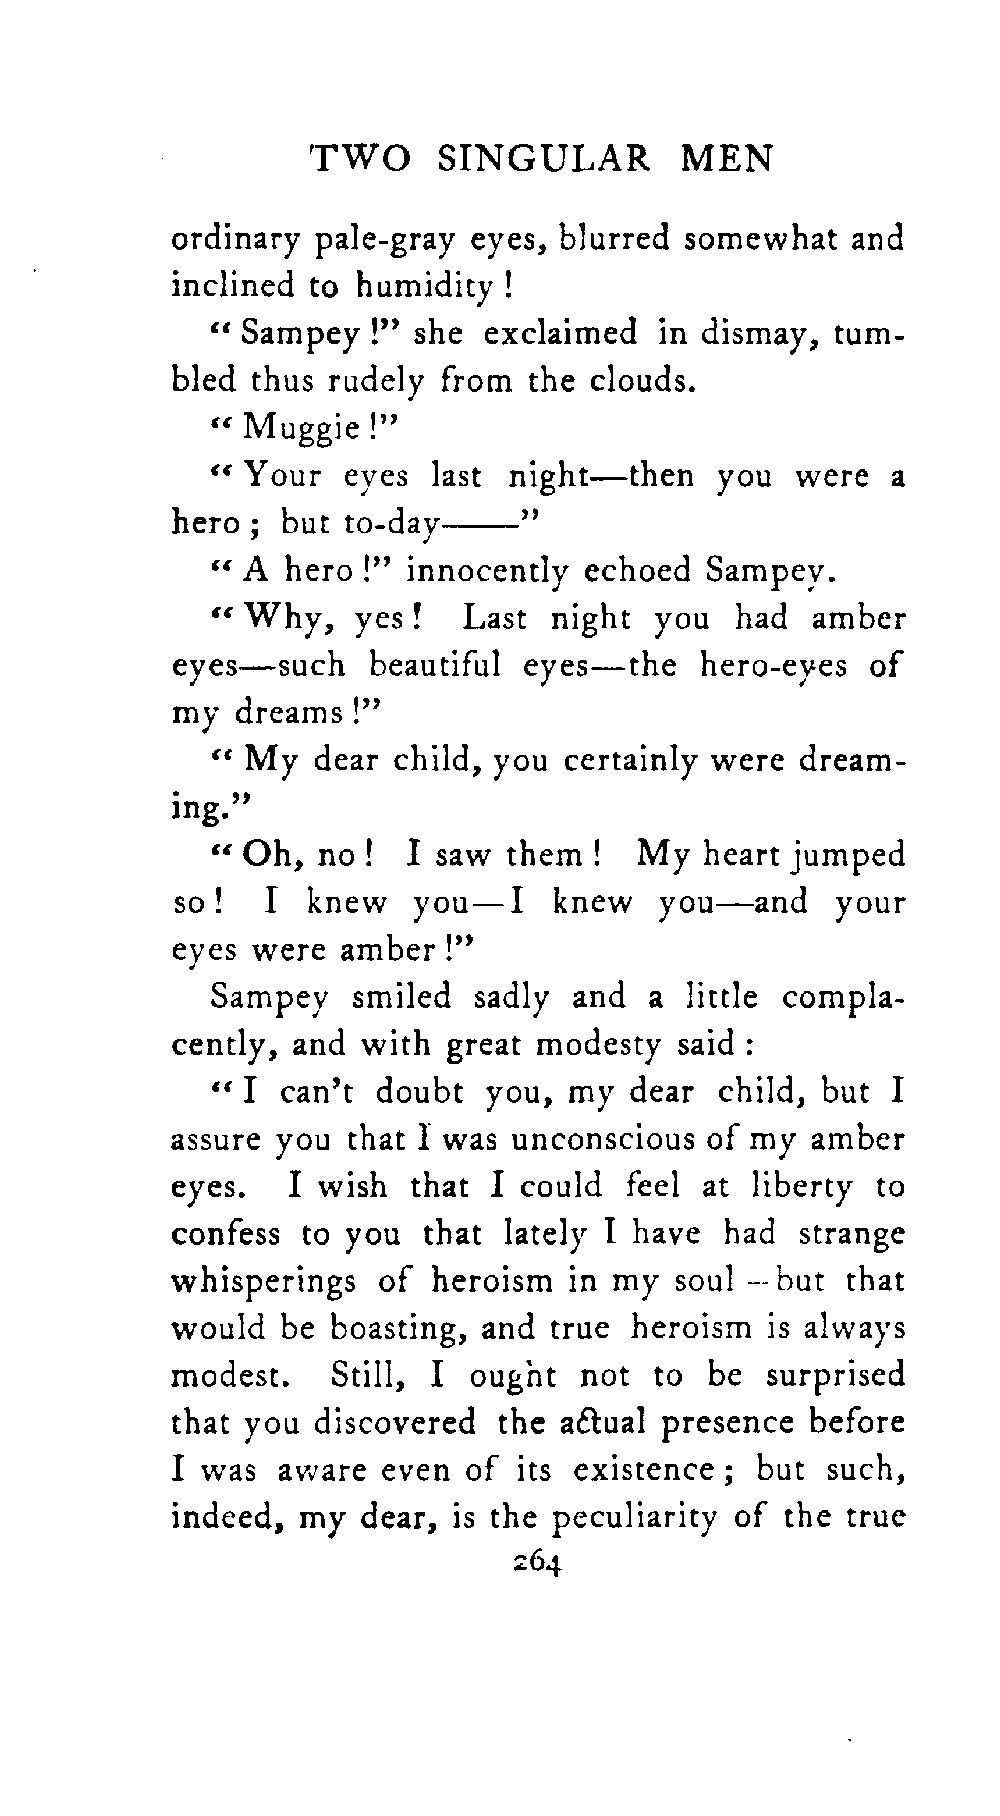 TWO SINGULAR MEN
ordinary pale-gray eyes, blurred somewhat and
inclined to humidity !
“ Sampey !” she exclaimed in dismay, tum-
bled thus rudely from the clouds.
“ Muggie !”
“ Your eyes last night—then you were a
hero ; but to-day——”
“ A hero !” innocently echoed Sampey.
“ Why, yes ! Last night you had amber
eyes—such beautiful eyes—the hero-eyes of
my dreams !”
“ My dear child, you certainly were dream-
ing.”
“ Oh, no ! I saw them ! My heart jumped
so ! I knew you—I knew you—and your
eyes were amber !”
Sampey smiled sadly and a little compla-
cently, and with great modesty said :
“ I can’t doubt you, my dear child, but I
assure you that I was unconscious of my amber
eyes. I wish that I could feel at liberty to
confess to you that lately I have had strange
whisperings of heroism in my soul — but that
would be boasting, and true heroism is always
modest. Still, I ought not to be surprised
that you discovered the actual presence before
I was aware even of its existence ; but such,
indeed, my dear, is the peculiarity of the true
264